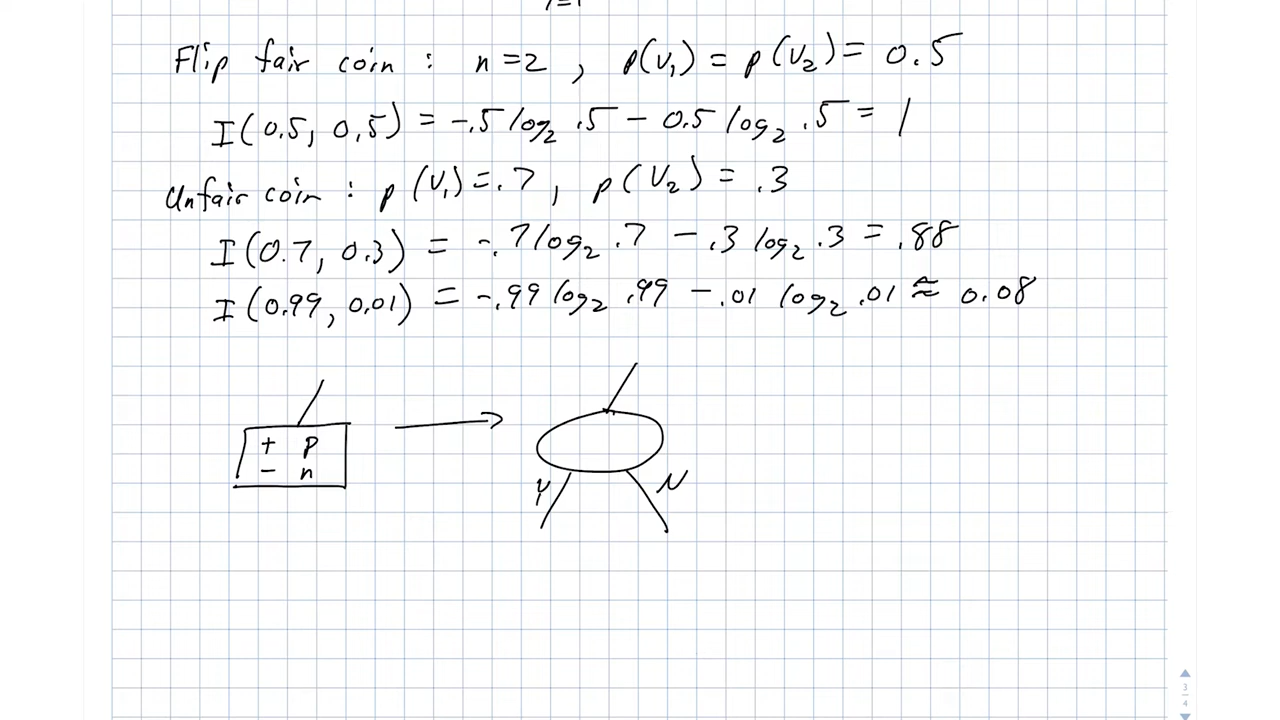 Flip fair coin : n=2 , p(v₁) = p(v₂) = 0.5
I(0.5, 0.5) = -.5 log₂ .5 - 0.5 log₂ .5 = 1
Unfair coin : p(v₁) = .7 , p(v₂) = .3
I(0.7, 0.3) = -.7 log₂ .7 - .3 log₂ .3 = .88
I(0.99, 0.01) = -.99 log₂ .99 - .01 log₂ .01 ≈ 0.08
+ p
- n
Y N
3
4